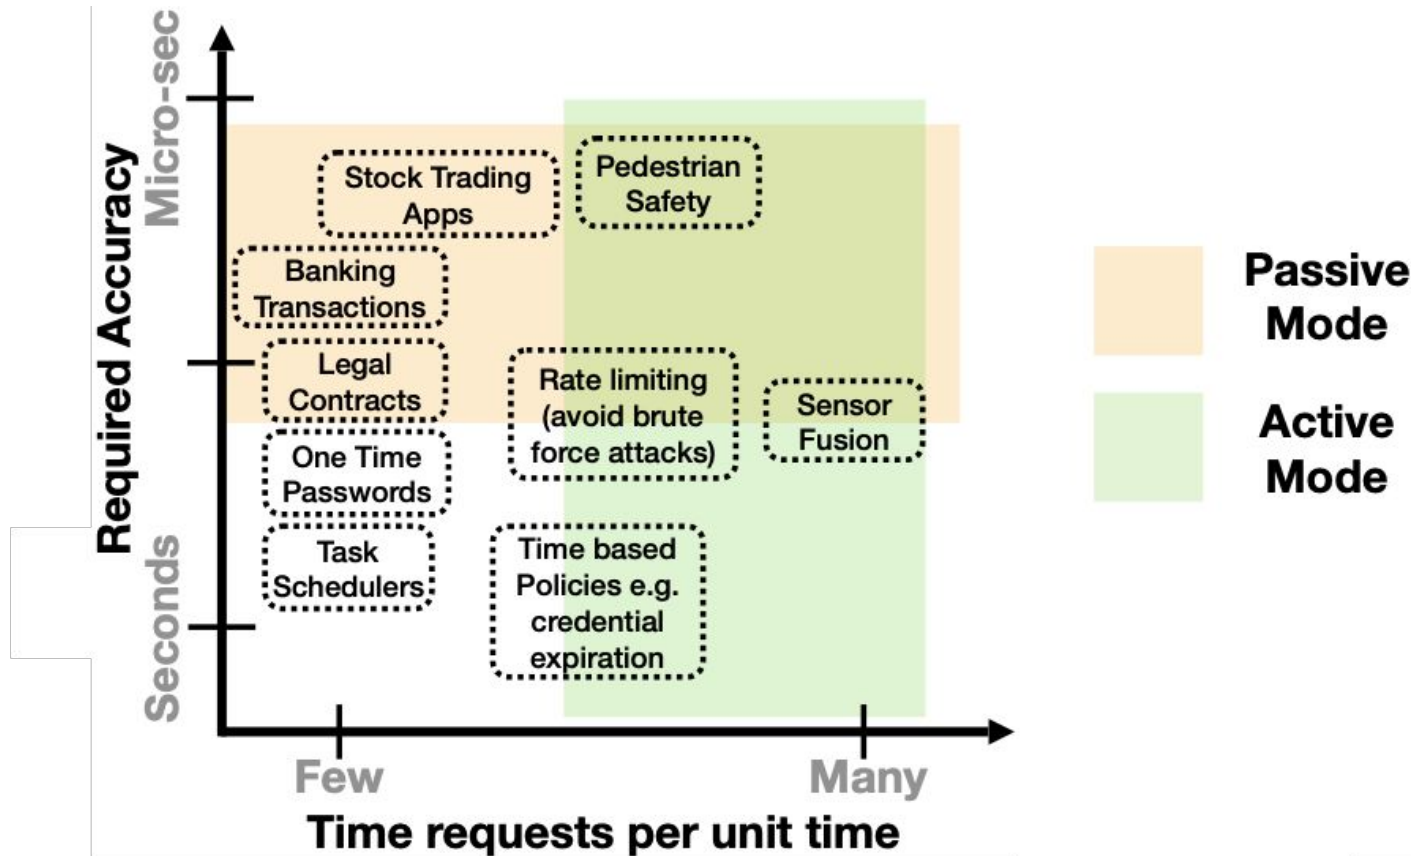 Micro-sec
Required Accuracy
Seconds
Stock Trading
Apps
Pedestrian
Safety
Banking
Transactions
Legal
Contracts
Rate limiting
(avoid brute
force attacks)
Sensor
Fusion
One Time
Passwords
Task
Schedulers
Time based
Policies e.g.
credential
expiration
Few
Many
Time requests per unit time
Passive
Mode
Active
Mode